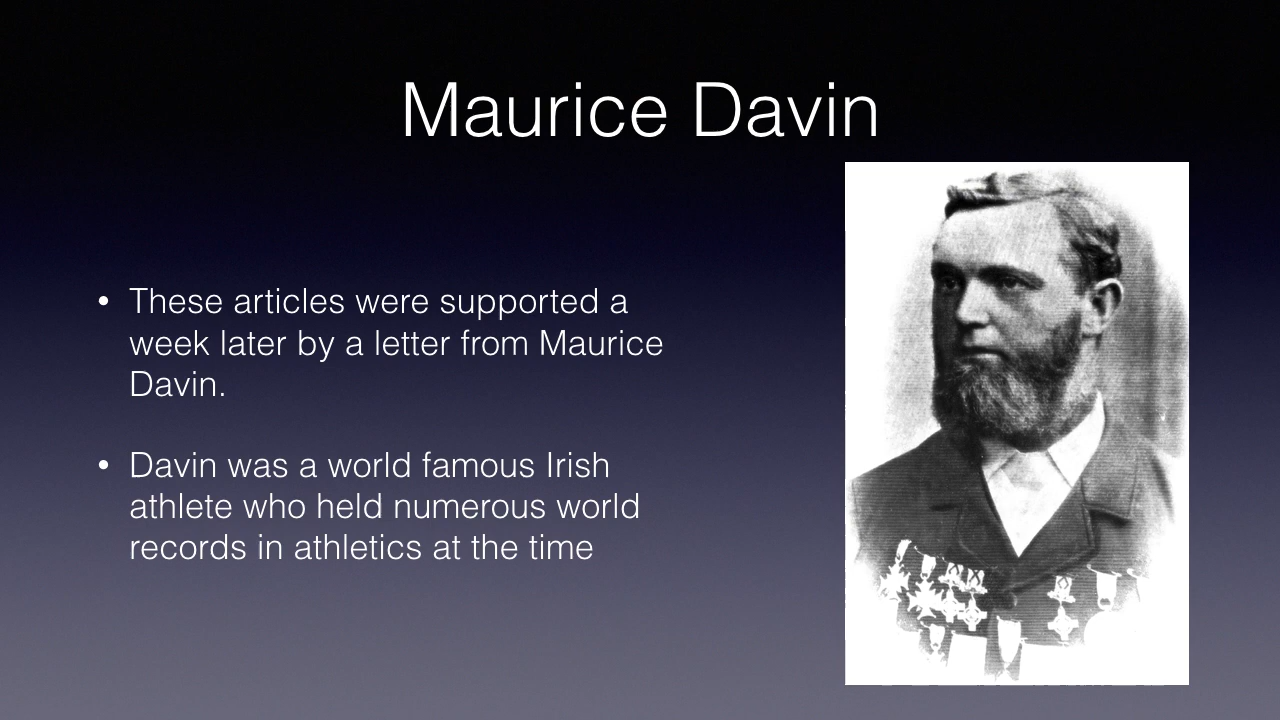 Maurice Davin
• These articles were supported a
week later by a letter from Maurice
Davin.
• Davin was a world famous Irish
athlete who held numerous world
records in athletics at the time